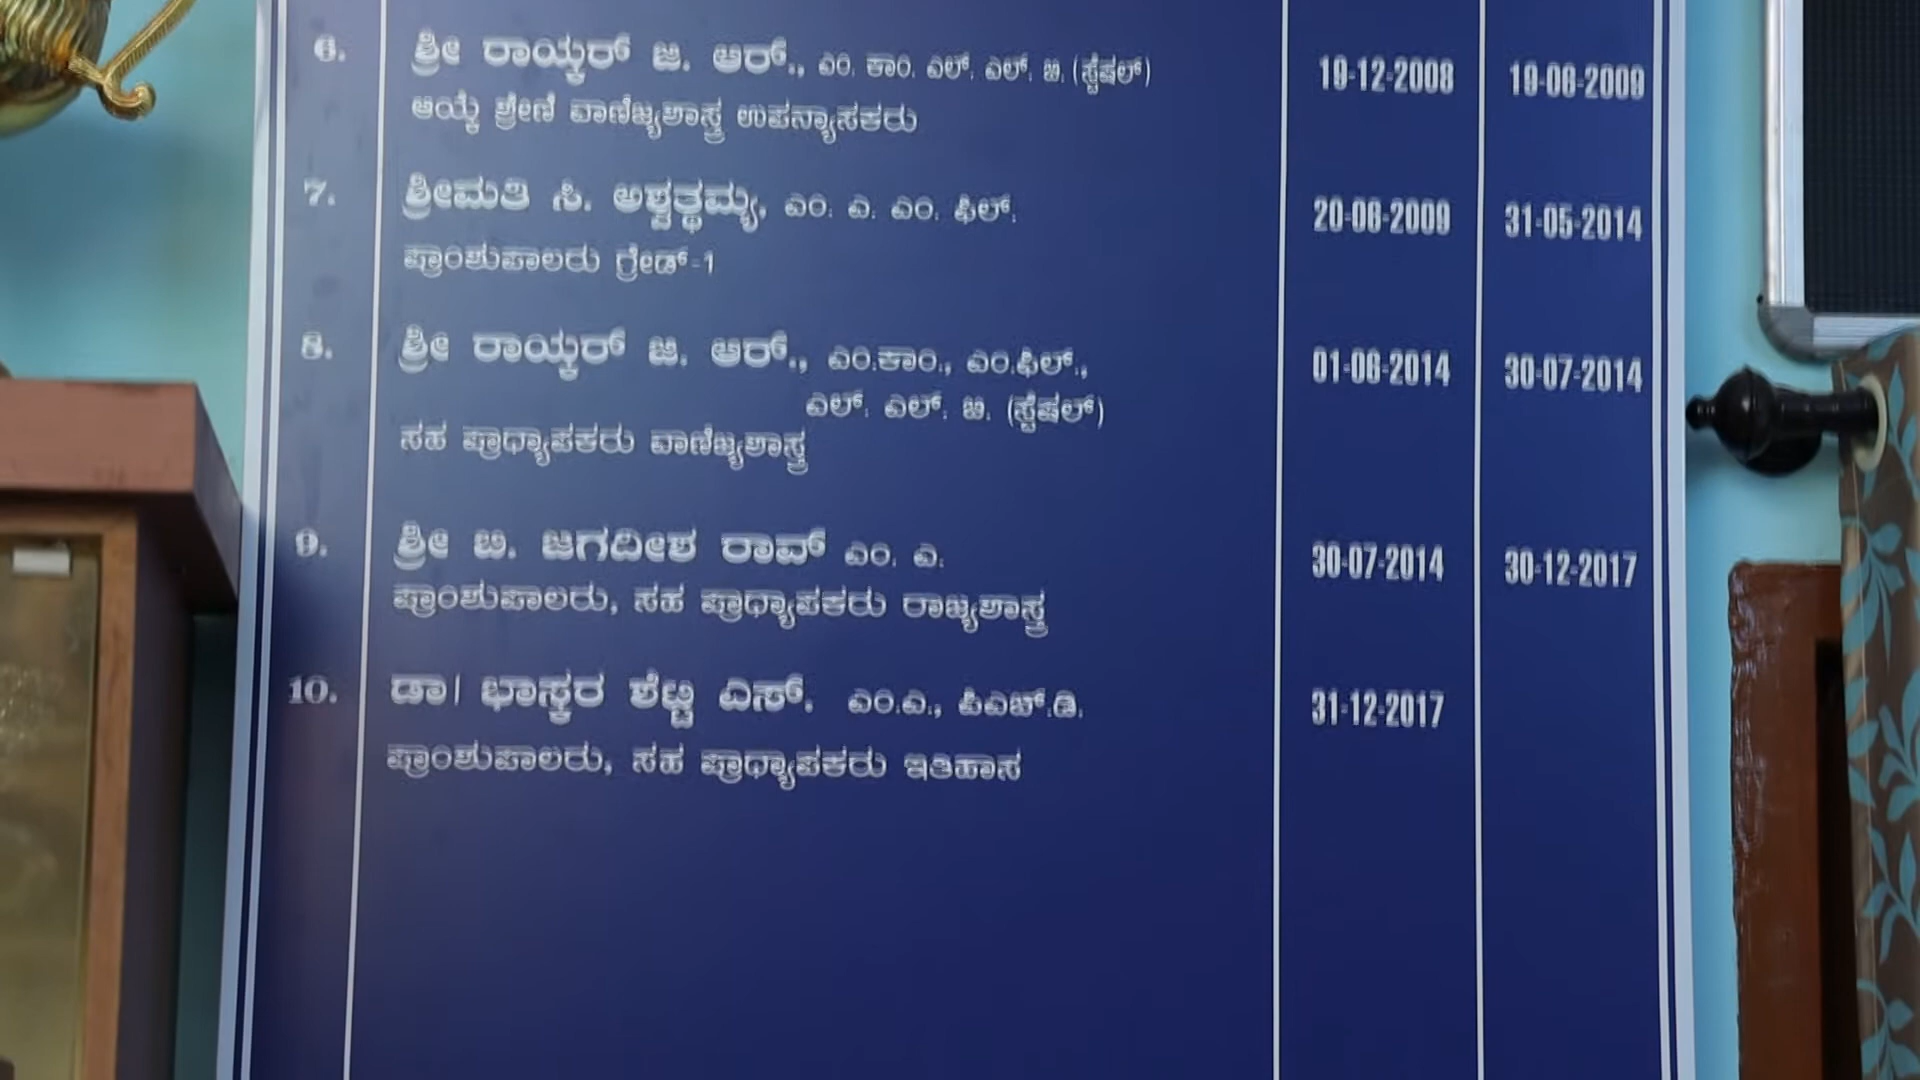 6. ಶ್ರೀ ರಾಯ್ಕರ್ ಜಿ. ಆರ್., ಎಂ. ಕಾಂ. ಎಲ್. ಎಲ್. ಬಿ. (ಸ್ಪೆಷಲ್) 19-12-2008 19-06-2009
ಆಯ್ಕೆ ಶ್ರೇಣಿ ವಾಣಿಜ್ಯಶಾಸ್ತ್ರ ಉಪನ್ಯಾಸಕರು
7. ಶ್ರೀಮತಿ ಸಿ. ಅಶ್ವತ್ಥಮ್ಮ, ಎಂ. ಎ. ಎಂ. ಫಿಲ್. 20-06-2009 31-05-2014
ಪ್ರಾಂಶುಪಾಲರು ಗ್ರೇಡ್-1
8. ಶ್ರೀ ರಾಯ್ಕರ್ ಜಿ. ಆರ್., ಎಂ.ಕಾಂ., ಎಂ.ಫಿಲ್., 01-06-2014 30-07-2014
ಎಲ್. ಎಲ್. ಬಿ. (ಸ್ಪೆಷಲ್)
ಸಹ ಪ್ರಾಧ್ಯಾಪಕರು ವಾಣಿಜ್ಯಶಾಸ್ತ್ರ
9. ಶ್ರೀ ಬಿ. ಜಗದೀಶ ರಾವ್ ಎಂ. ಎ. 30-07-2014 30-12-2017
ಪ್ರಾಂಶುಪಾಲರು, ಸಹ ಪ್ರಾಧ್ಯಾಪಕರು ರಾಜ್ಯಶಾಸ್ತ್ರ
10. ಡಾ| ಭಾಸ್ಕರ ಶೆಟ್ಟಿ ಎಸ್. ಎಂ.ಎ., ಪಿಎಚ್.ಡಿ. 31-12-2017
ಪ್ರಾಂಶುಪಾಲರು, ಸಹ ಪ್ರಾಧ್ಯಾಪಕರು ಇತಿಹಾಸ